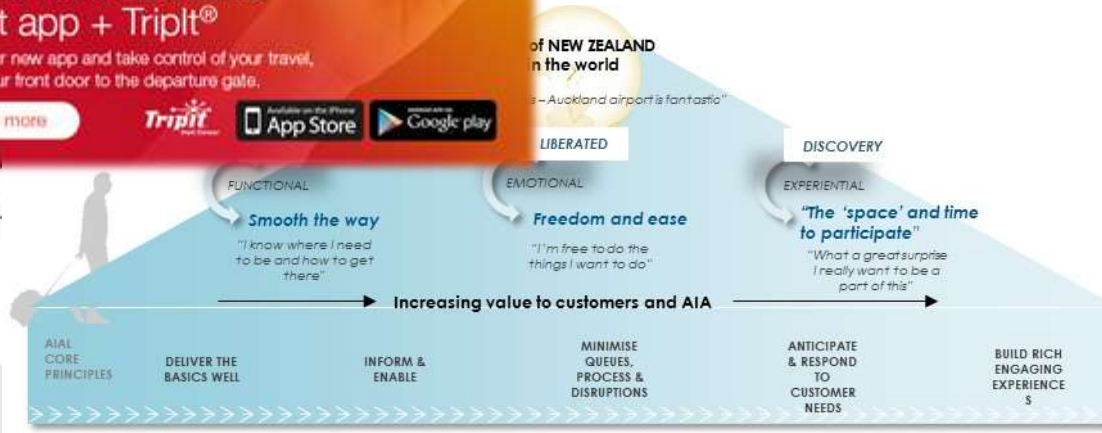 t app + TripIt®
r new app and take control of your travel,
ur front door to the departure gate.
more
TripIt
Available on the iPhone
App Store
Google play
of NEW ZEALAND
n the world
s – Auckland airport is fantastic"
LIBERATED
DISCOVERY
FUNCTIONAL
EMOTIONAL
EXPERIENTIAL
Smooth the way
Freedom and ease
"The 'space' and time
to participate"
"I know where I need
to be and how to get
there"
"I'm free to do the
things I want to do"
"What a great surprise
I really want to be a
part of this"
Increasing value to customers and AIA
AIAL
CORE
PRINCIPLES
DELIVER THE
BASICS WELL
INFORM &
ENABLE
MINIMISE
QUEUES,
PROCESS &
DISRUPTIONS
ANTICIPATE
& RESPOND
TO
CUSTOMER
NEEDS
BUILD RICH
ENGAGING
EXPERIENCE
S